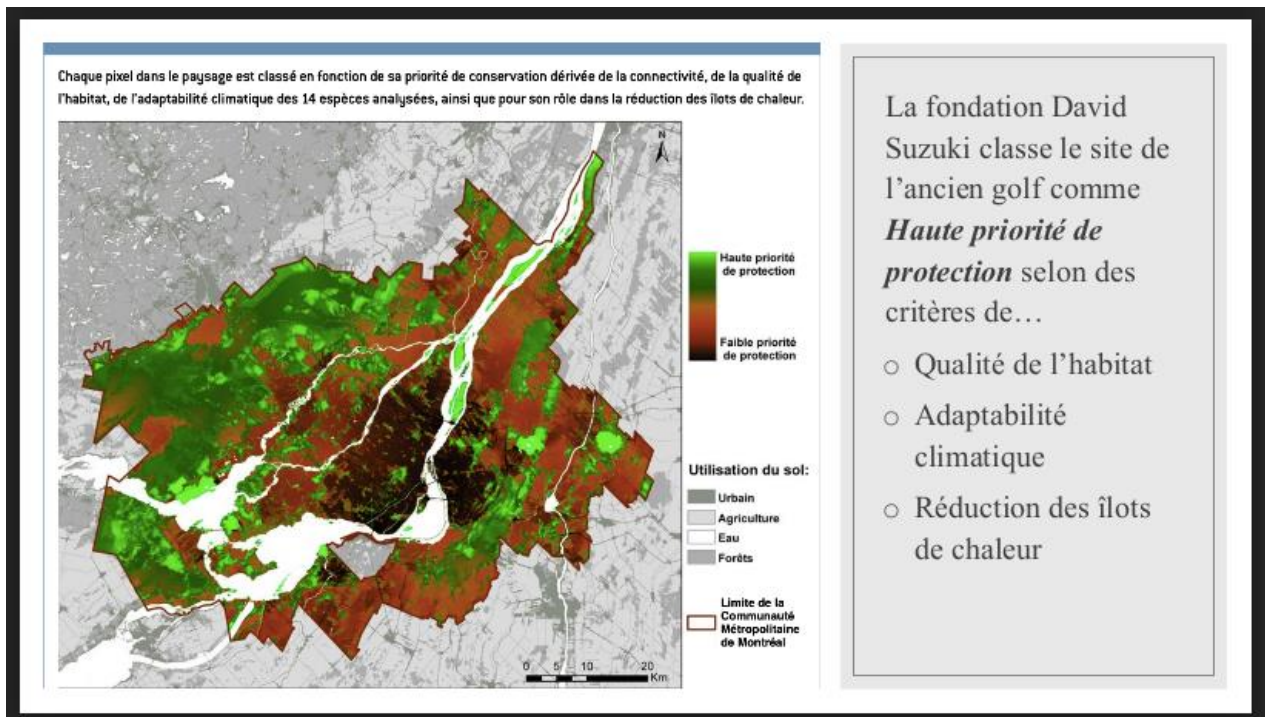 Chaque pixel dans le paysage est classé en fonction de sa priorité de conservation dérivée de la connectivité, de la qualité de
l'habitat, de l'adaptabilité climatique des 14 espèces analysées, ainsi que pour son rôle dans la réduction des îlots de chaleur.
N
Haute priorité
de protection
Faible priorité
de protection
Utilisation du sol:
Urbain
Agriculture
Eau
Forêts
Limite de la
Communauté
Métropolitaine
de Montréal
0 5 10 20
Km
La fondation David
Suzuki classe le site de
l’ancien golf comme
Haute priorité de
protection selon des
critères de…
o Qualité de l’habitat
o Adaptabilité
climatique
o Réduction des îlots
de chaleur